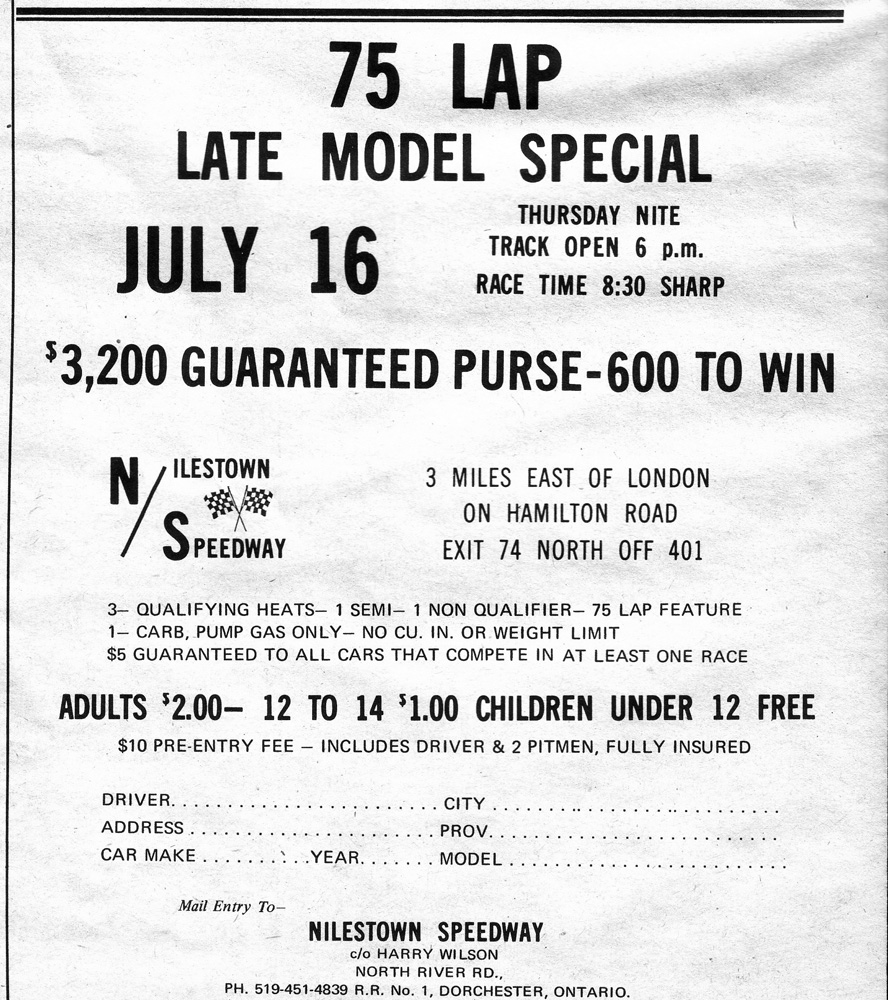 75 LAP
LATE MODEL SPECIAL
JULY 16
THURSDAY NITE
TRACK OPEN 6 p.m.
RACE TIME 8:30 SHARP
$3,200 GUARANTEED PURSE-600 TO WIN
NILESTOWN
SPEEDWAY
3 MILES EAST OF LONDON
ON HAMILTON ROAD
EXIT 74 NORTH OFF 401
3— QUALIFYING HEATS— 1 SEMI— 1 NON QUALIFIER— 75 LAP FEATURE
1— CARB, PUMP GAS ONLY— NO CU. IN. OR WEIGHT LIMIT
$5 GUARANTEED TO ALL CARS THAT COMPETE IN AT LEAST ONE RACE
ADULTS $2.00— 12 TO 14 $1.00 CHILDREN UNDER 12 FREE
$10 PRE-ENTRY FEE — INCLUDES DRIVER & 2 PITMEN, FULLY INSURED
DRIVER. . . . . . . . . . . . . . . . . . . . . . . CITY . . . . . . . . . . . . . . . . . . . . . . . . .
ADDRESS . . . . . . . . . . . . . . . . . . . . . PROV. . . . . . . . . . . . . . . . . . . . . . . . .
CAR MAKE . . . . . . . . . .YEAR. . . . . . . MODEL . . . . . . . . . . . . . . . . . . . . . . . .
Mail Entry To—
NILESTOWN SPEEDWAY
c/o HARRY WILSON
NORTH RIVER RD.,
PH. 519-451-4839 R.R. No. 1, DORCHESTER, ONTARIO.